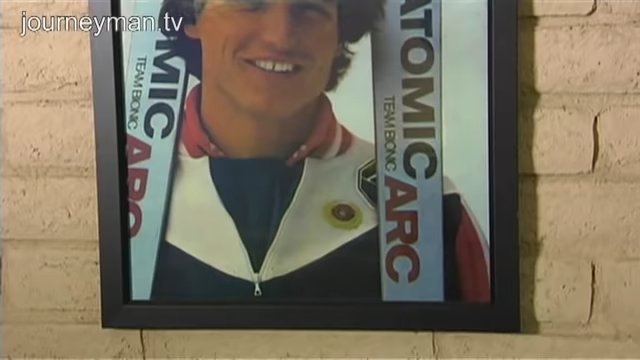 journeyman.tv
MIC
TEAM BIONIC
ARC
ATOMIC
TEAM BIONIC
ARC